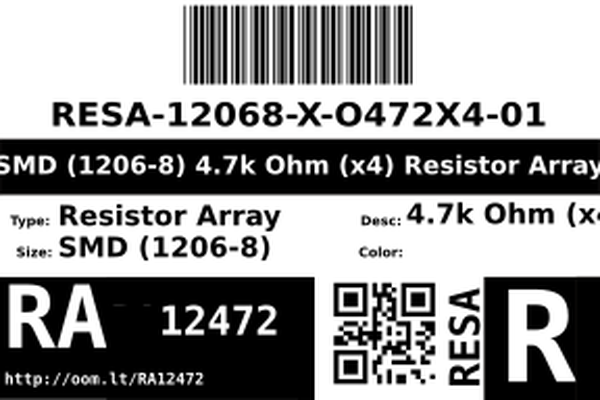 RESA-12068-X-O472X4-01
SMD (1206-8) 4.7k Ohm (x4) Resistor Array
Type: Resistor Array
Desc: 4.7k Ohm (x4
Size: SMD (1206-8)
Color:
RA 12472
RESA
R
http://oom.lt/RA12472